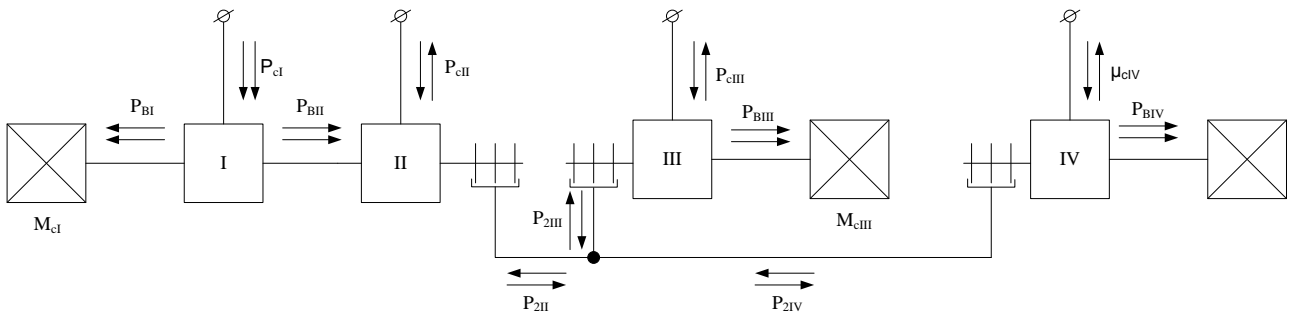 P_cI
P_cII
P_cIII
μ_cIV
P_BI
P_BII
P_BIII
P_BIV
I
II
III
IV
M_cI
P_2III
M_cIII
P_2II
P_2IV